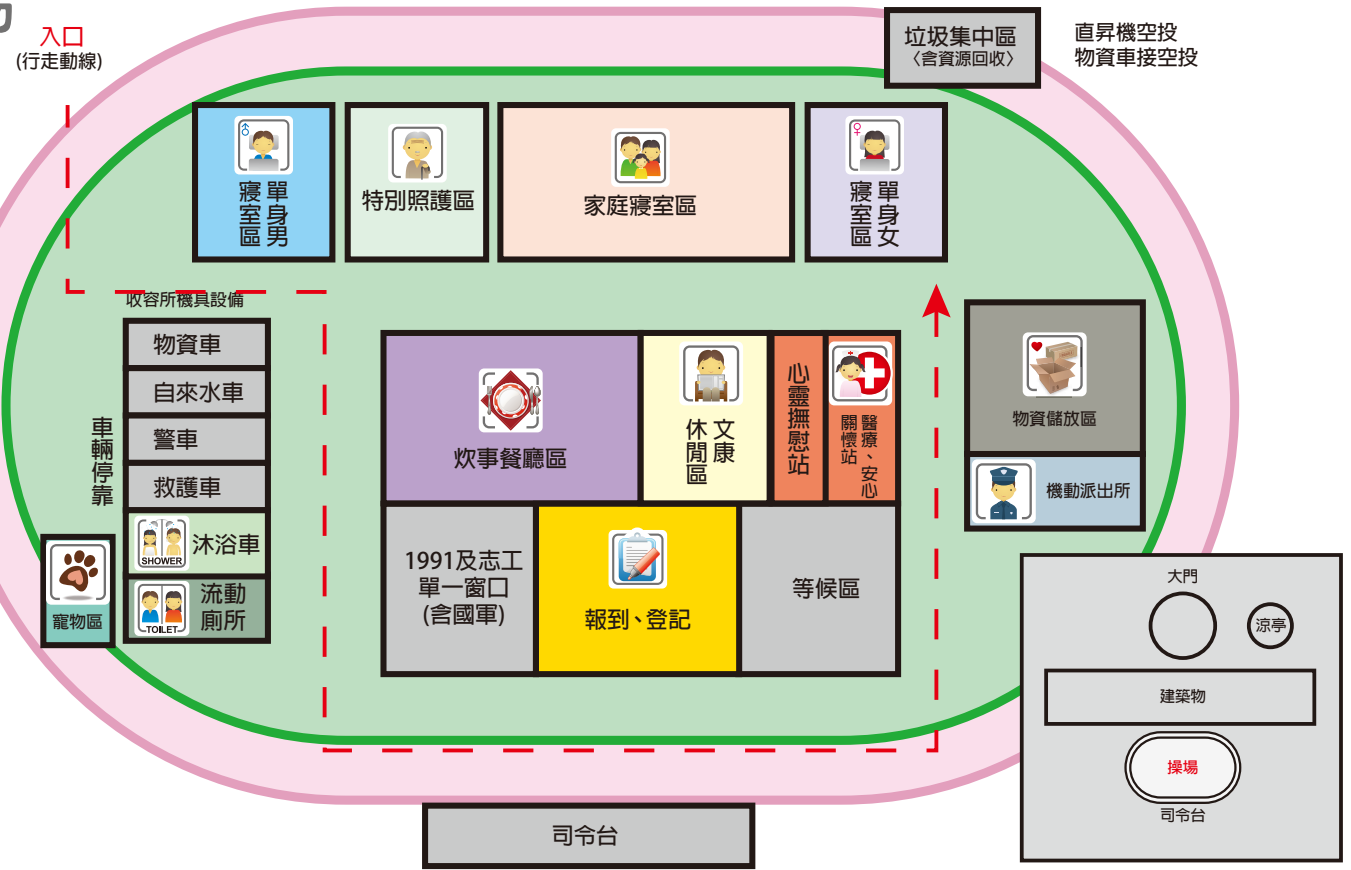 入口
(行走動線)
垃圾集中區
〈含資源回收〉
直昇機空投
物資車接空投
單身男
寢室區
特別照護區
家庭寢室區
單身女
寢室區
收容所機具設備
物資車
自來水車
警車
救護車
SHOWER
沐浴車
TOILET
流動
廁所
車輛停靠
寵物區
炊事餐廳區
文康
休閒區
心靈撫慰站
醫療、安心
關懷站
1991及志工
單一窗口
(含國軍)
報到、登記
等候區
物資儲放區
機動派出所
司令台
大門
涼亭
建築物
操場
司令台